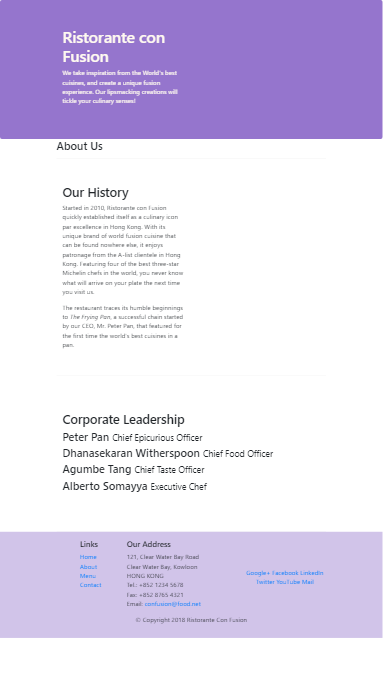 Ristorante con
Fusion
We take inspiration from the World's best
cuisines, and create a unique fusion
experience. Our lipsmacking creations will
tickle your culinary senses!
About Us
Our History
Started in 2010, Ristorante con Fusion
quickly established itself as a culinary icon
par excellence in Hong Kong. With its
unique brand of world fusion cuisine that
can be found nowhere else, it enjoys
patronage from the A-list clientele in Hong
Kong. Featuring four of the best three-star
Michelin chefs in the world, you never know
what will arrive on your plate the next time
you visit us.
The restaurant traces its humble beginnings
to The Frying Pan, a successful chain started
by our CEO, Mr. Peter Pan, that featured for
the first time the world's best cuisines in a
pan.
Corporate Leadership
Peter Pan Chief Epicurious Officer
Dhanasekaran Witherspoon Chief Food Officer
Agumbe Tang Chief Taste Officer
Alberto Somayya Executive Chef
Links
Home
About
Menu
Contact
Our Address
121, Clear Water Bay Road
Clear Water Bay, Kowloon
HONG KONG
Tel.: +852 1234 5678
Fax: +852 8765 4321
Email: confusion@food.net
Google+ Facebook LinkedIn
Twitter YouTube Mail
© Copyright 2018 Ristorante Con Fusion